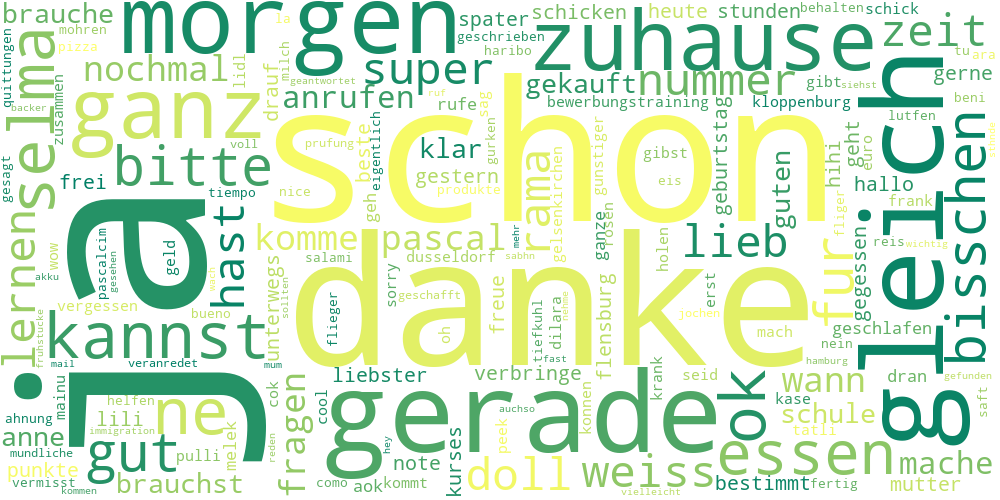 schon
danke
ja
gerade
gleich
morgen
zuhause
ganz
kannst
essen
super
bitte
gut
weiss
ok
fur
lieb
bisschen
lernen
selma
ne
doll
nummer
zeit
komme
pascal
rama
hast
nochmal
anrufen
gekauft
wann
mache
fragen
brauchst
brauche
morgen
spater
geschrieben
haribo
schicken
heute
stunden
behalten
schick
la
mohren
pizza
quittungen
backer
zusammen
lidl
milch
drauf
geantwortet
ruf
rufe
sag
gurken
bewerbungstraining
gibt
kloppenburg
siehst
gerne
tu
ara
beni
lutfen
gesagt
frei
voll
prufung
nice
tiempo
beste
eigentlich
klar
gestern
produkte
geh
gelsenkirchen
gunstiger
gibst
eis
geburtstag
guten
hihi
geht
euro
hallo
frank
fliger
wow
akku
pascalcim
gesehen
geld
vergessen
bueno
unterwegs
sollten
salami
dusseldorf
sorry
mehr
sabhn
ganze
rosen
holen
erst
jochen
mach
gegessen
reis
wichtig
geschlafen
nein
hamburg
dran
gefunden
saft
fruhstucke
mail
mainu
veranredet
mum
flieger
geschafft
oh
freue
tiefkuhl
fast
dilara
nehme
flensburg
krank
seid
kase
liebster
verbringe
cool
cok
helfen
lili
ahnung
anne
mundliche
immigration
punkte
vermisst
kommen
pulli
melek
reden
como
aok
hey
kommt
note
kurses
peek
auchso
konnen
vielleicht
bestimmt
fertig
schule
tatli
mutter